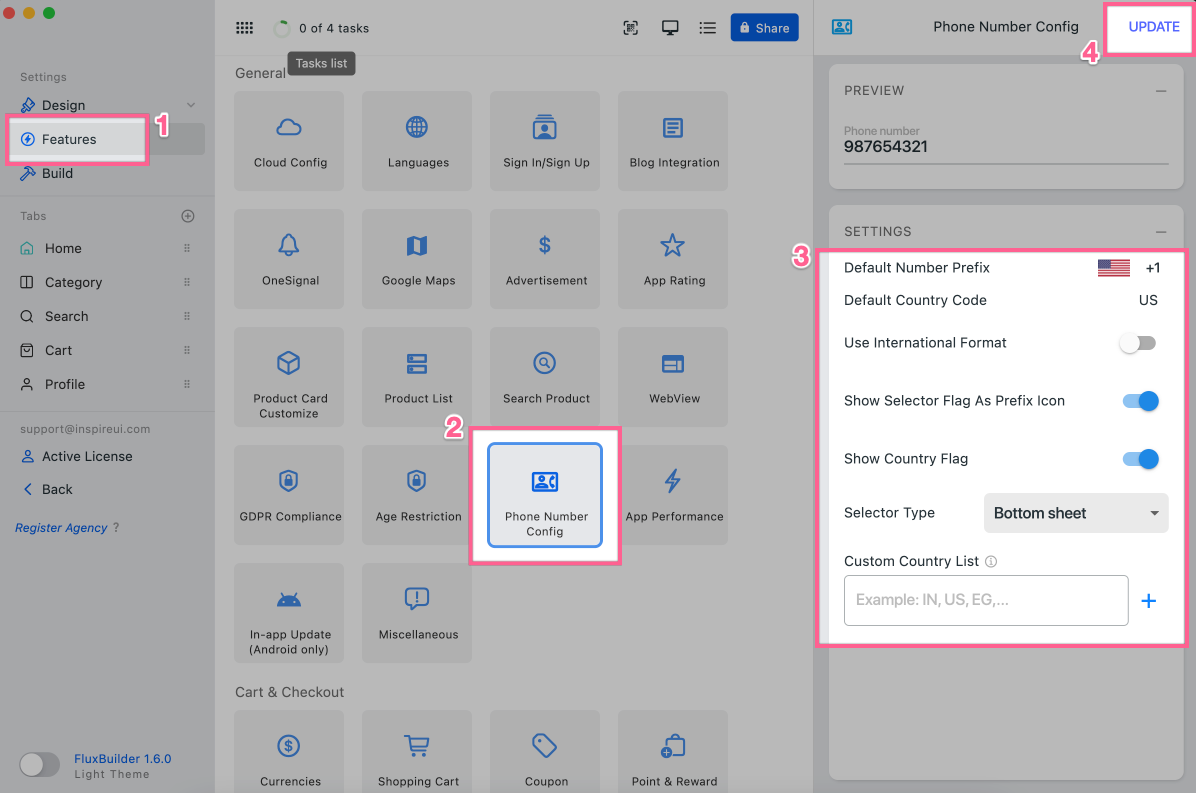 Settings
Design
Features
1
Build
Tabs
Home
Category
Search
Cart
Profile
support@inspireui.com
Active License
Back
Register Agency ?
FluxBuilder 1.6.0
Light Theme
0 of 4 tasks
Share
Tasks list
General
Cloud Config
Languages
Sign In/Sign Up
Blog Integration
OneSignal
Google Maps
Advertisement
App Rating
Product Card
Customize
Product List
Search Product
WebView
2
GDPR Compliance
Age Restriction
Phone Number
Config
App Performance
In-app Update
(Android only)
Miscellaneous
Cart & Checkout
Currencies
Shopping Cart
Coupon
Point & Reward
Phone Number Config
UPDATE
4
PREVIEW
Phone number
987654321
SETTINGS
3
Default Number Prefix +1
Default Country Code US
Use International Format
Show Selector Flag As Prefix Icon
Show Country Flag
Selector Type Bottom sheet
Custom Country List
Example: IN, US, EG,...